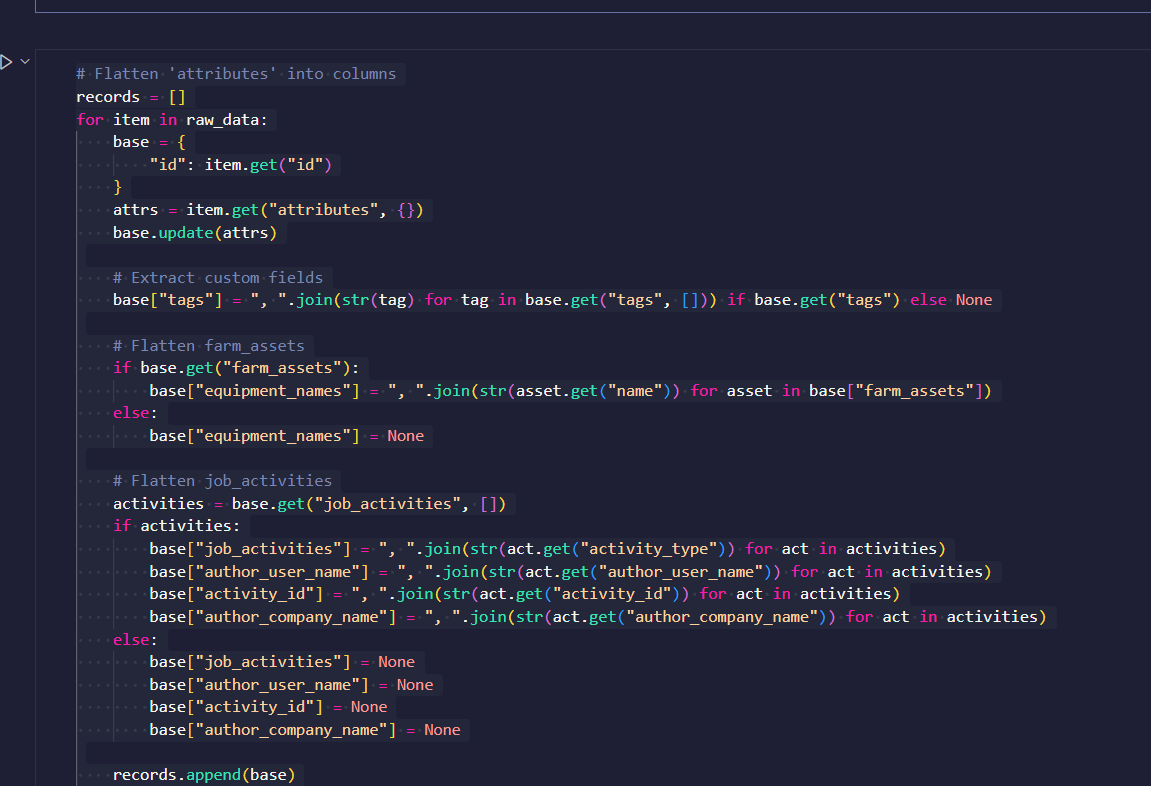 # Flatten 'attributes' into columns
records = []
for item in raw_data:
    base = {
        "id": item.get("id")
    }
    attrs = item.get("attributes", {})
    base.update(attrs)

    # Extract custom fields
    base["tags"] = ", ".join(str(tag) for tag in base.get("tags", [])) if base.get("tags") else None

    # Flatten farm_assets
    if base.get("farm_assets"):
        base["equipment_names"] = ", ".join(str(asset.get("name")) for asset in base["farm_assets"])
    else:
        base["equipment_names"] = None

    # Flatten job_activities
    activities = base.get("job_activities", [])
    if activities:
        base["job_activities"] = ", ".join(str(act.get("activity_type")) for act in activities)
        base["author_user_name"] = ", ".join(str(act.get("author_user_name")) for act in activities)
        base["activity_id"] = ", ".join(str(act.get("activity_id")) for act in activities)
        base["author_company_name"] = ", ".join(str(act.get("author_company_name")) for act in activities)
    else:
        base["job_activities"] = None
        base["author_user_name"] = None
        base["activity_id"] = None
        base["author_company_name"] = None

    records.append(base)